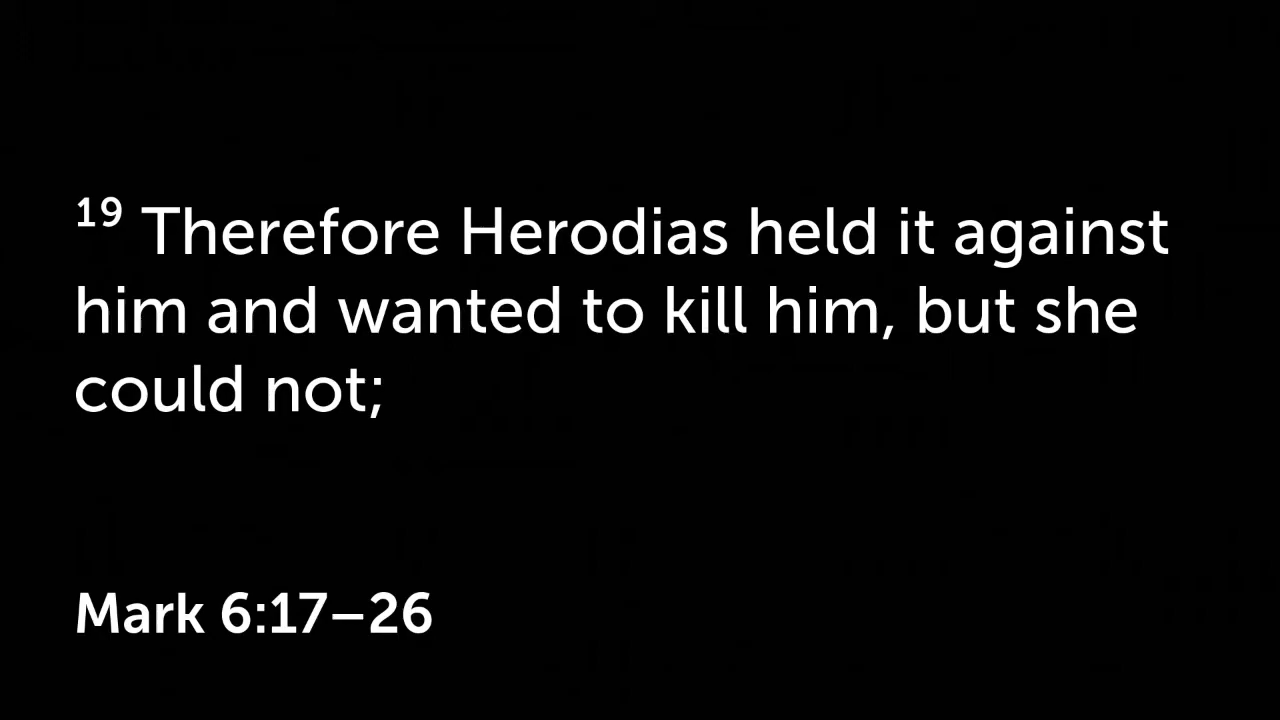 19 Therefore Herodias held it against
him and wanted to kill him, but she
could not;
Mark 6:17–26